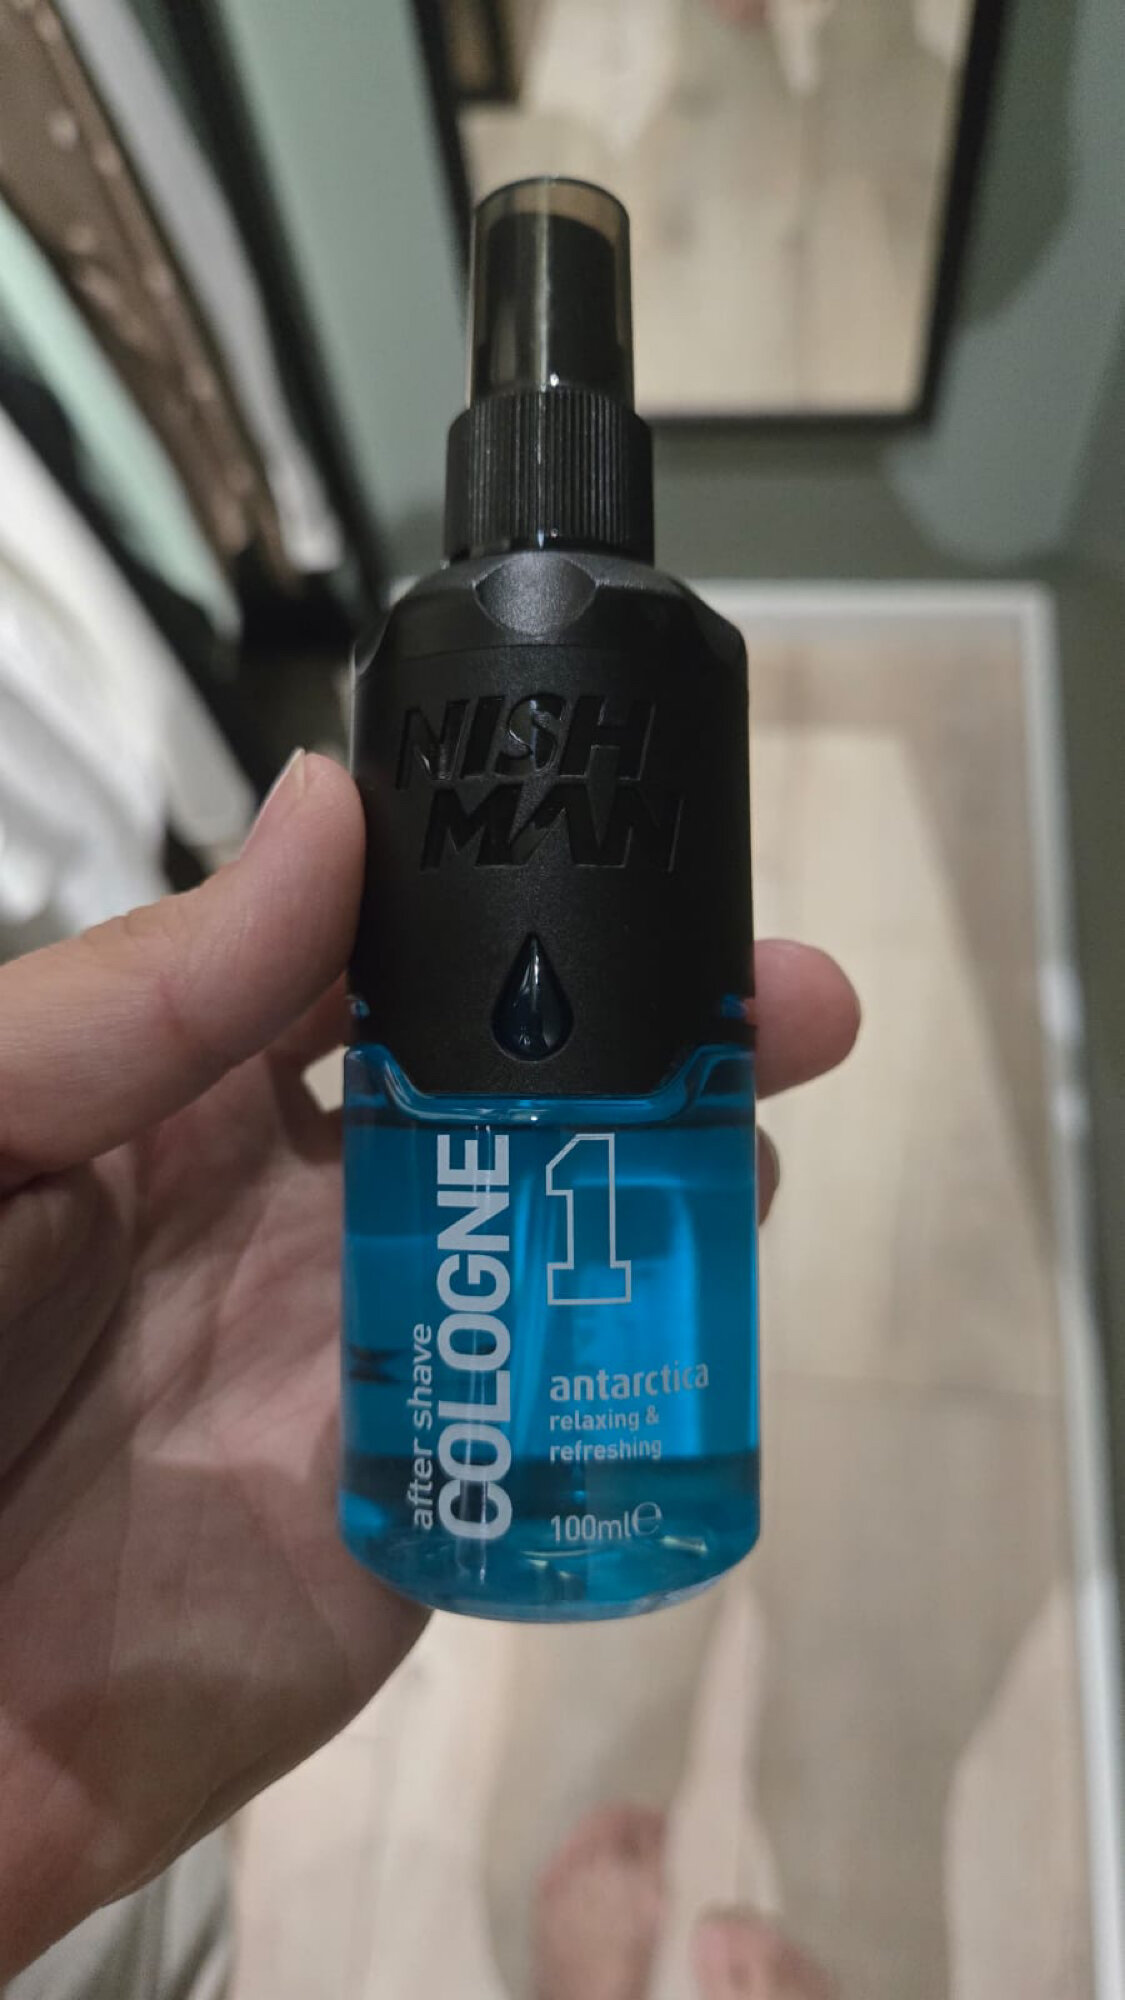 NISH
MAN
after shave
COLOGNE
1
antarctica
relaxing &
refreshing
100ml℮